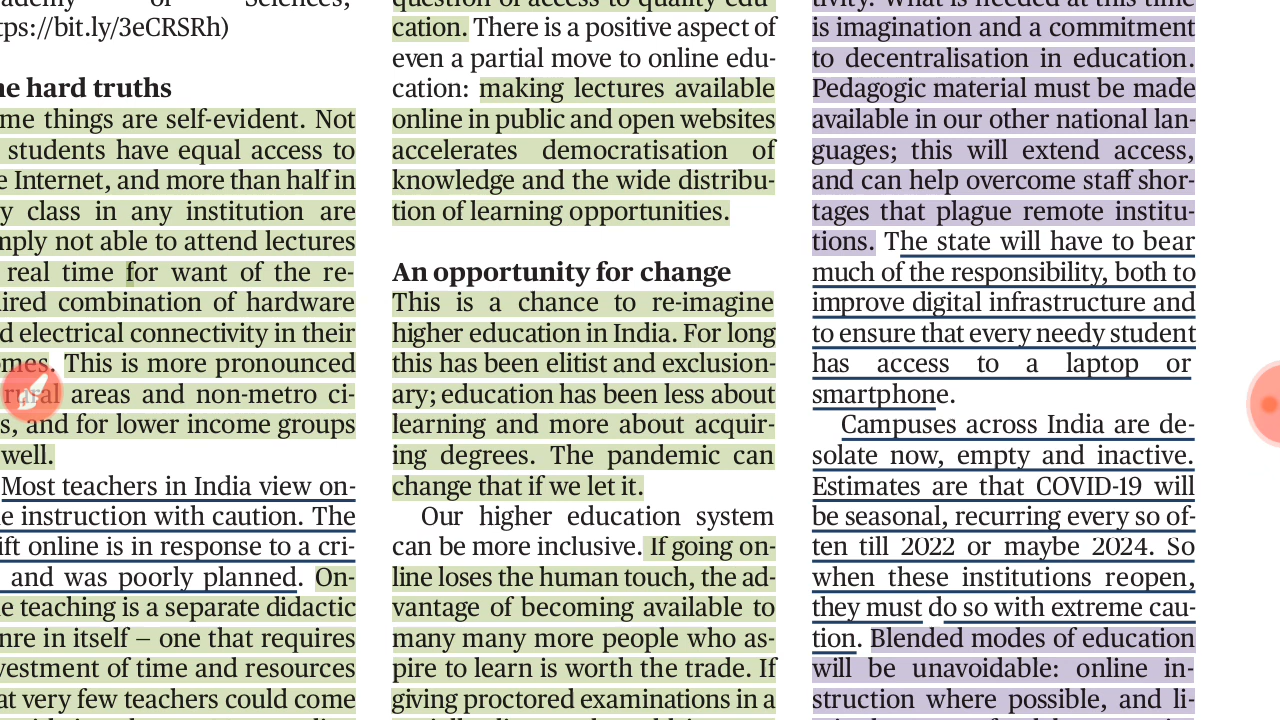 of Sciences,
tps://bit.ly/3eCRSRh)
he hard truths
me things are self-evident. Not
students have equal access to
Internet, and more than half in
class in any institution are
mply not able to attend lectures
real time for want of the re-
ired combination of hardware
d electrical connectivity in their
omes. This is more pronounced
rural areas and non-metro ci-
s, and for lower income groups
well.
Most teachers in India view on-
e instruction with caution. The
ift online is in response to a cri-
and was poorly planned. On-
e teaching is a separate didactic
nre in itself – one that requires
vestment of time and resources
at very few teachers could come
question of access to quality edu-
cation. There is a positive aspect of
even a partial move to online edu-
cation: making lectures available
online in public and open websites
accelerates democratisation of
knowledge and the wide distribu-
tion of learning opportunities.
An opportunity for change
This is a chance to re-imagine
higher education in India. For long
this has been elitist and exclusion-
ary; education has been less about
learning and more about acquir-
ing degrees. The pandemic can
change that if we let it.
Our higher education system
can be more inclusive. If going on-
line loses the human touch, the ad-
vantage of becoming available to
many many more people who as-
pire to learn is worth the trade. If
giving proctored examinations in a
tivity. What is needed at this time
is imagination and a commitment
to decentralisation in education.
Pedagogic material must be made
available in our other national lan-
guages; this will extend access,
and can help overcome staff shor-
tages that plague remote institu-
tions. The state will have to bear
much of the responsibility, both to
improve digital infrastructure and
to ensure that every needy student
has access to a laptop or
smartphone.
Campuses across India are de-
solate now, empty and inactive.
Estimates are that COVID-19 will
be seasonal, recurring every so of-
ten till 2022 or maybe 2024. So
when these institutions reopen,
they must do so with extreme cau-
tion. Blended modes of education
will be unavoidable: online in-
struction where possible, and li-